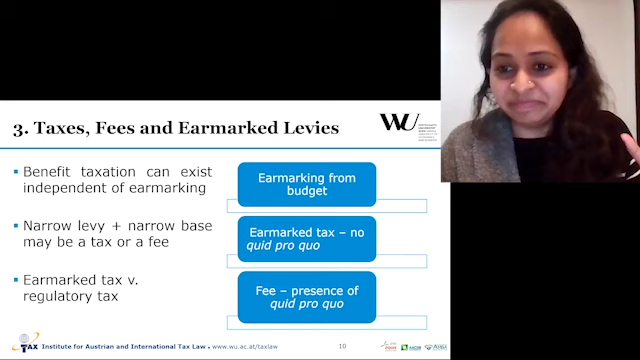 3. Taxes, Fees and Earmarked Levies
WU
▪ Benefit taxation can exist
independent of earmarking
▪ Narrow levy + narrow base
may be a tax or a fee
▪ Earmarked tax v.
regulatory tax
Earmarking from
budget
Earmarked tax – no
quid pro quo
Fee – presence of
quid pro quo
TAX Institute for Austrian and International Tax Law ▪ www.wu.ac.at/taxlaw 10